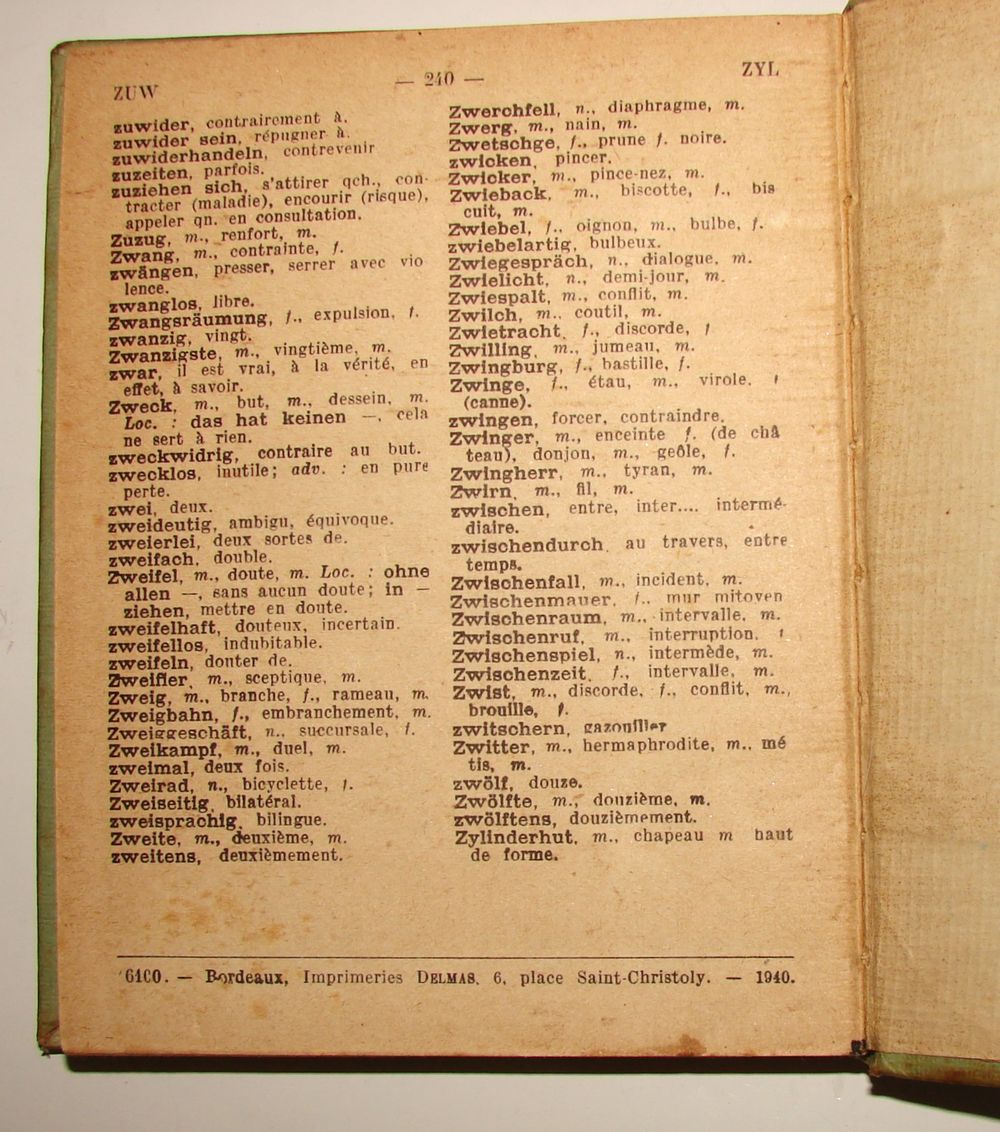 ZUW
— 240 —
ZYL
zuwider, contrairement à.
zuwider sein, répugner à.
zuwiderhandeln, contrevenir
zuzeiten, parfois.
zuziehen sich, s'attirer qch., con-
tracter (maladie), encourir (risque),
appeler qn. en consultation.
Zuzug, m., renfort, m.
Zwang, m., contrainte, f.
zwängen, presser, serrer avec vio
lence.
zwanglos, libre.
Zwangsräumung, f., expulsion, f.
zwanzig, vingt.
Zwanzigste, m., vingtième, m.
zwar, il est vrai, à la vérité, en
effet, à savoir.
Zweck, m., but, m., dessein, m.
Loc. : das hat keinen —, cela
ne sert à rien.
zweckwidrig, contraire au but.
zwecklos, inutile; adv. : en pure
perte.
zwei, deux.
zweideutig, ambigu, équivoque.
zweierlei, deux sortes de.
zweifach, double.
Zweifel, m., doute, m. Loc. : ohne
allen —, sans aucun doute; in —
ziehen, mettre en doute.
zweifelhaft, douteux, incertain.
zweifellos, indubitable.
zweifeln, douter de.
Zweifler, m., sceptique, m.
Zweig, m., branche, f., rameau, m.
Zweigbahn, f., embranchement, m.
Zweiggeschäft, n., succursale, f.
Zweikampf, m., duel, m.
zweimal, deux fois.
Zweirad, n., bicyclette, f.
Zweiseitig, bilatéral.
zweisprachig, bilingue.
Zweite, m., deuxième, m.
zweitens, deuxièmement.
Zwerchfell, n., diaphragme, m.
Zwerg, m., nain, m.
Zwetschge, f., prune f. noire.
zwicken, pincer.
Zwicker, m., pince-nez, m.
Zwieback, m., biscotte, f., bis
cuit, m.
Zwiebel, f., oignon, m., bulbe, f.
zwiebelartig, bulbeux.
Zwiegespräch, n., dialogue, m.
Zwielicht, n., demi-jour, m.
Zwiespalt, m., conflit, m.
Zwilch, m., coutil, m.
Zwietracht, f., discorde, f
Zwilling, m., jumeau, m.
Zwingburg, f., bastille, f.
Zwinge, f., étau, m., virole, f
(canne).
zwingen, forcer, contraindre.
Zwinger, m., enceinte f. (de châ
teau), donjon, m., geôle, f.
Zwingherr, m., tyran, m.
Zwirn, m., fil, m.
zwischen, entre, inter.... intermé-
diaire.
zwischendurch, au travers, entre
temps.
Zwischenfall, m., incident, m.
Zwischenmauer, f., mur mitoyen
Zwischenraum, m., intervalle, m.
Zwischenruf, m., interruption, f
Zwischenspiel, n., intermède, m.
Zwischenzeit, f., intervalle, m.
Zwist, m., discorde, f., conflit, m.,
brouille, f.
zwitschern, gazouiller
Zwitter, m., hermaphrodite, m., mé
tis, m.
zwölf, douze.
Zwölfte, m., douzième, m.
zwölftens, douzièmement.
Zylinderhut, m., chapeau m haut
de forme.
6100. — Bordeaux, Imprimeries DELMAS, 6, place Saint-Christoly. — 1940.